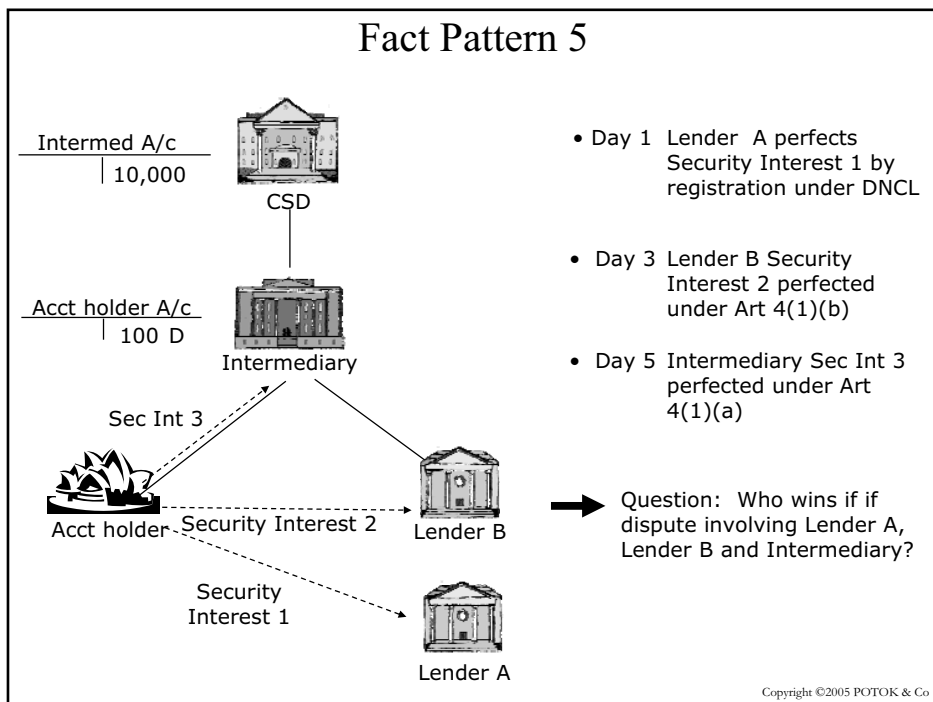 Fact Pattern 5
Intermed A/c
10,000
CSD
Acct holder A/c
100 D
Intermediary
Sec Int 3
Acct holder
Security Interest 2
Lender B
Security
Interest 1
Lender A
• Day 1 Lender A perfects
Security Interest 1 by
registration under DNCL
• Day 3 Lender B Security
Interest 2 perfected
under Art 4(1)(b)
• Day 5 Intermediary Sec Int 3
perfected under Art
4(1)(a)
Question: Who wins if if
dispute involving Lender A,
Lender B and Intermediary?
Copyright ©2005 POTOK & Co